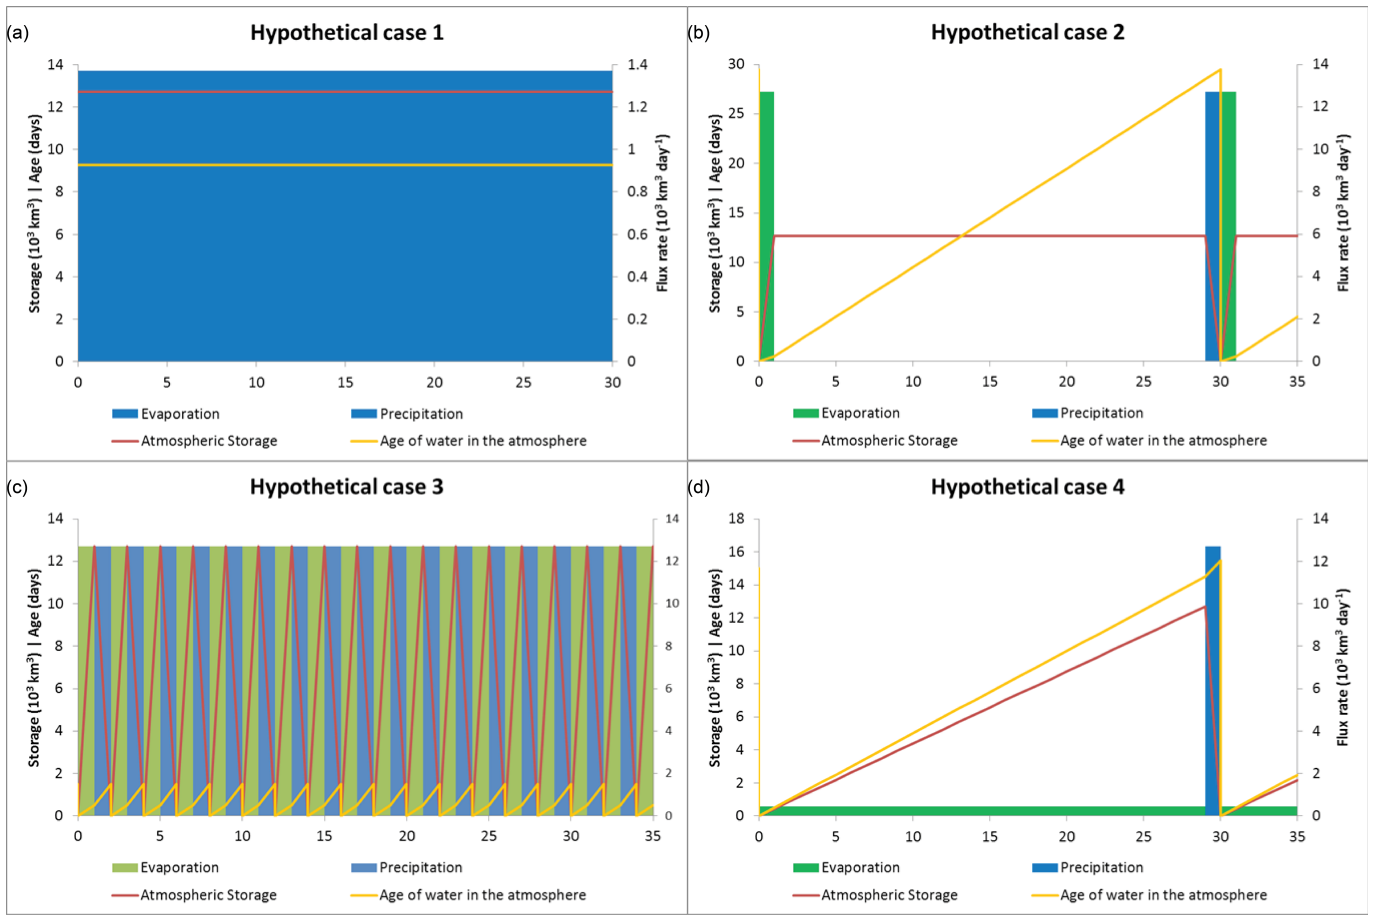 (a)
Hypothetical case 1
14
12
10
8
6
4
2
0
Storage (10³ km³) | Age (days)
1.4
1.2
1
0.8
0.6
0.4
0.2
0
Flux rate (10³ km³ day⁻¹)
0 5 10 15 20 25 30
Evaporation Precipitation
Atmospheric Storage Age of water in the atmosphere
(b)
Hypothetical case 2
30
25
20
15
10
5
0
Storage (10³ km³) | Age (days)
14
12
10
8
6
4
2
0
Flux rate (10³ km³ day⁻¹)
0 5 10 15 20 25 30 35
Evaporation Precipitation
Atmospheric Storage Age of water in the atmosphere
(c)
Hypothetical case 3
14
12
10
8
6
4
2
0
Storage (10³ km³) | Age (days)
14
12
10
8
6
4
2
0
0 5 10 15 20 25 30 35
Evaporation Precipitation
Atmospheric Storage Age of water in the atmosphere
(d)
Hypothetical case 4
18
16
14
12
10
8
6
4
2
0
Storage (10³ km³) | Age (days)
14
12
10
8
6
4
2
0
Flux rate (10³ km³ day⁻¹)
0 5 10 15 20 25 30 35
Evaporation Precipitation
Atmospheric Storage Age of water in the atmosphere